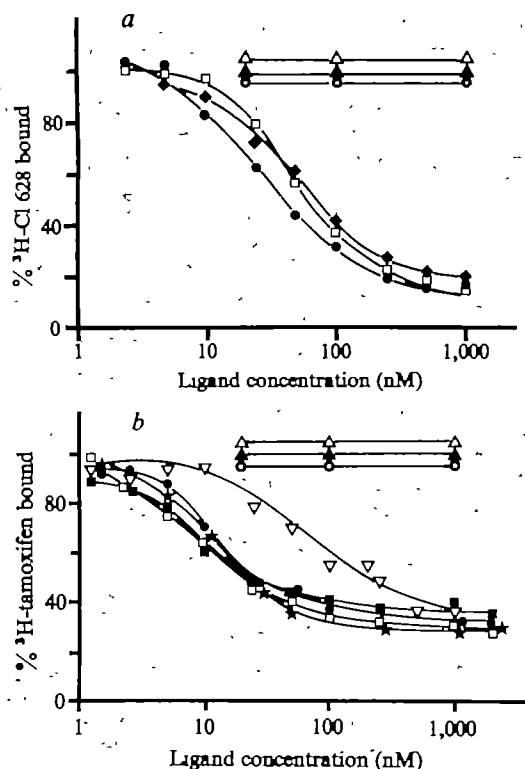 a
% ³H-Cl 628 bound
80
40
0
1
10
100
1,000
Ligand concentration (nM)
b
% ³H-tamoxifen bound
80
40
0
1
10
100
1,000
Ligand concentration (nM)